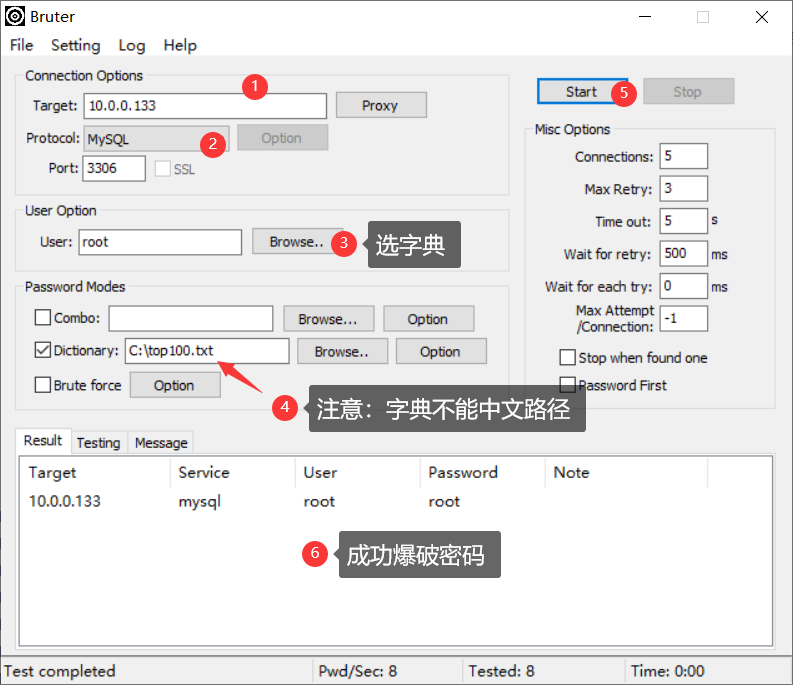 Bruter
File Setting Log Help
Connection Options
Target: 10.0.0.133 1 Proxy
Protocol: MySQL 2 Option
Port: 3306 SSL
User Option
User: root Browse.. 3 选字典
Password Modes
Combo: Browse... Option
Dictionary: C:\top100.txt Browse.. Option
Brute force Option
4 注意：字典不能中文路径
Start 5 Stop
Misc Options
Connections: 5
Max Retry: 3
Time out: 5 s
Wait for retry: 500 ms
Wait for each try: 0 ms
Max Attempt
/Connection: -1
Stop when found one
Password First
Result Testing Message
Target Service User Password Note
10.0.0.133 mysql root root
6 成功爆破密码
Test completed Pwd/Sec: 8 Tested: 8 Time: 0:00